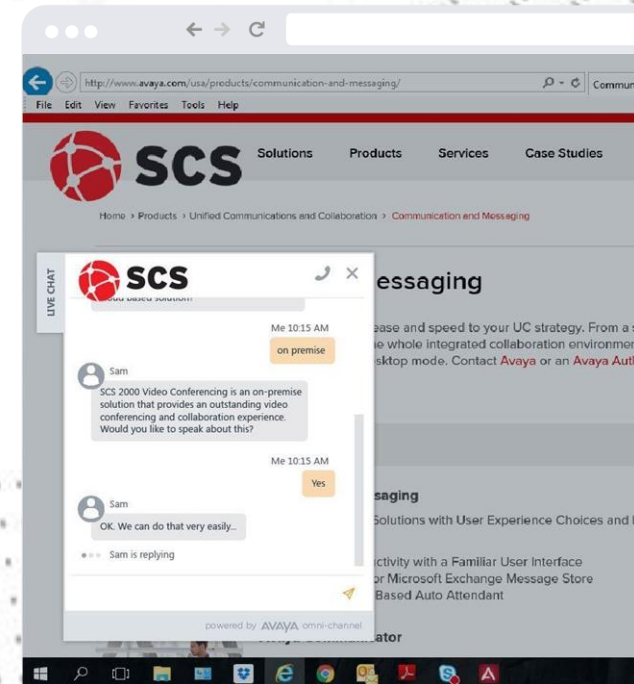 http://www.avaya.com/usa/products/communication-and-messaging/
Commun
File Edit View Favorites Tools Help
SCS
Solutions Products Services Case Studies
Home > Products > Unified Communications and Collaboration > Communication and Messaging
LIVE CHAT
SCS
essaging
Me 10:15 AM
on premise
Sam
SCS 2000 Video Conferencing is an on-premise
solution that provides an outstanding video
conferencing and collaboration experience.
Would you like to speak about this?
Me 10:15 AM
Yes
Sam
OK. We can do that very easily...
Sam is replying
powered by AVAYA omni-channel
ease and speed to your UC strategy. From a s
e whole integrated collaboration environmen
sktop mode. Contact Avaya or an Avaya Auth
saging
Solutions with User Experience Choices and
ctivity with a Familiar User Interface
or Microsoft Exchange Message Store
Based Auto Attendant
ator